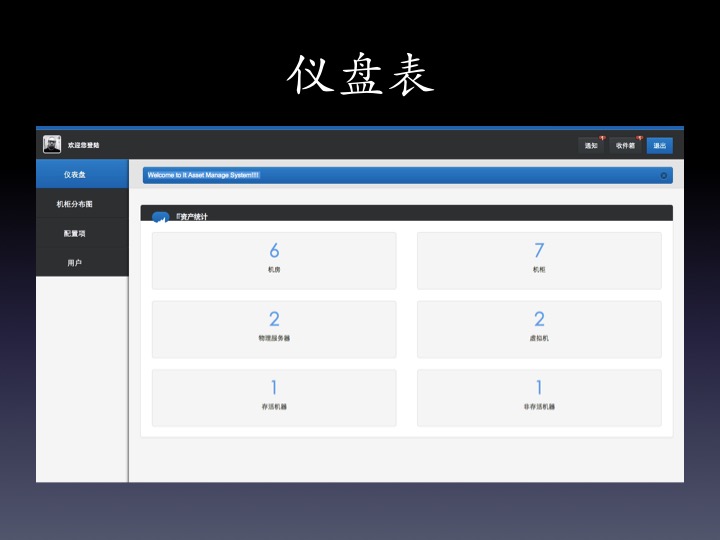 仪盘表
欢迎您登陆
通知
收件箱
退出
仪表盘
Welcome to It Asset Manage System!!!!
机柜分布图
配置项
用户
资产统计
6
机房
7
机柜
2
物理服务器
2
虚拟机
1
存活机器
1
非存活机器